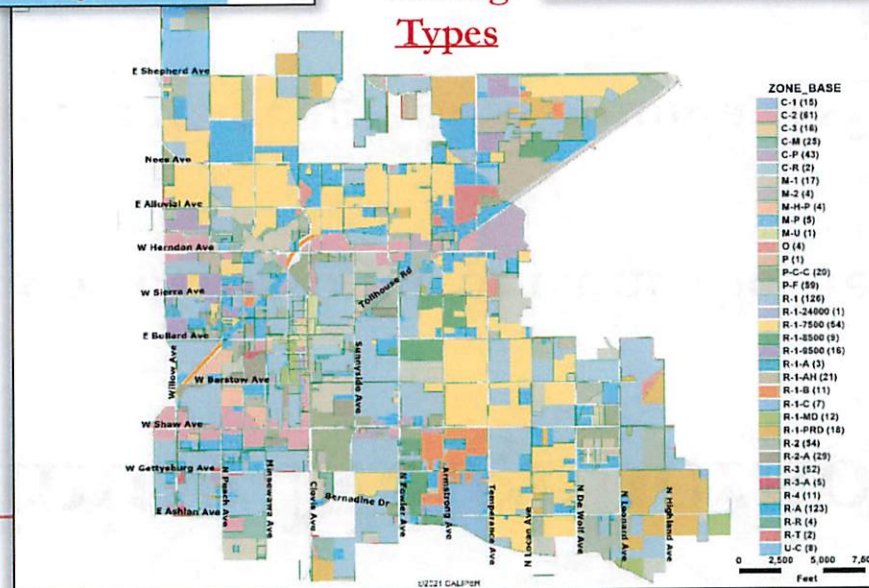 Types
E Shepherd Ave
Nees Ave
E Alluvial Ave
W Herndon Ave
W Sierra Ave
Tollhouse Rd
E Bullard Ave
Willow Ave
Sunnyside Ave
W Barstow Ave
W Shaw Ave
W Gettysburg Ave
N Peach Ave
Minnewawa Ave
Clovis Ave
Bernadine Dr
N Fowler Ave
Armstrong Ave
Temperance Ave
N Locan Ave
N De Wolf Ave
N Leonard Ave
N Highland Ave
E Ashlan Ave
©2021 CALIPER
ZONE_BASE
C-1 (15)
C-2 (61)
C-3 (16)
C-M (25)
C-P (43)
C-R (2)
M-1 (17)
M-2 (4)
M-H-P (4)
M-P (5)
M-U (1)
O (4)
P (1)
P-C-C (20)
P-F (59)
R-1 (126)
R-1-24000 (1)
R-1-7500 (54)
R-1-8500 (9)
R-1-9500 (16)
R-1-A (3)
R-1-AH (21)
R-1-B (11)
R-1-C (7)
R-1-MD (12)
R-1-PRD (18)
R-2 (54)
R-2-A (29)
R-3 (52)
R-3-A (5)
R-4 (11)
R-A (123)
R-R (4)
R-T (2)
U-C (8)
0 2,500 5,000
Feet